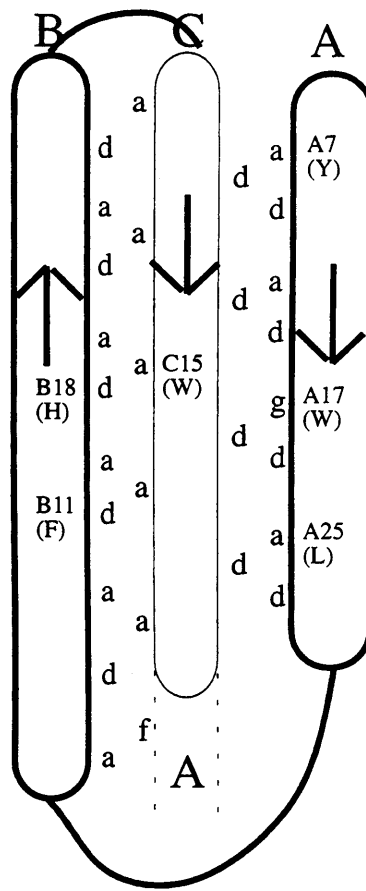 B C A
a
d a A7
(Y)
d
a d
a
d
a
d
a d
a C15
(W)
B18 d
(H)
g A17
(W)
d
a d
a
B11 d
(F)
a A25
(L)
d
a d
a
d
f
a
A